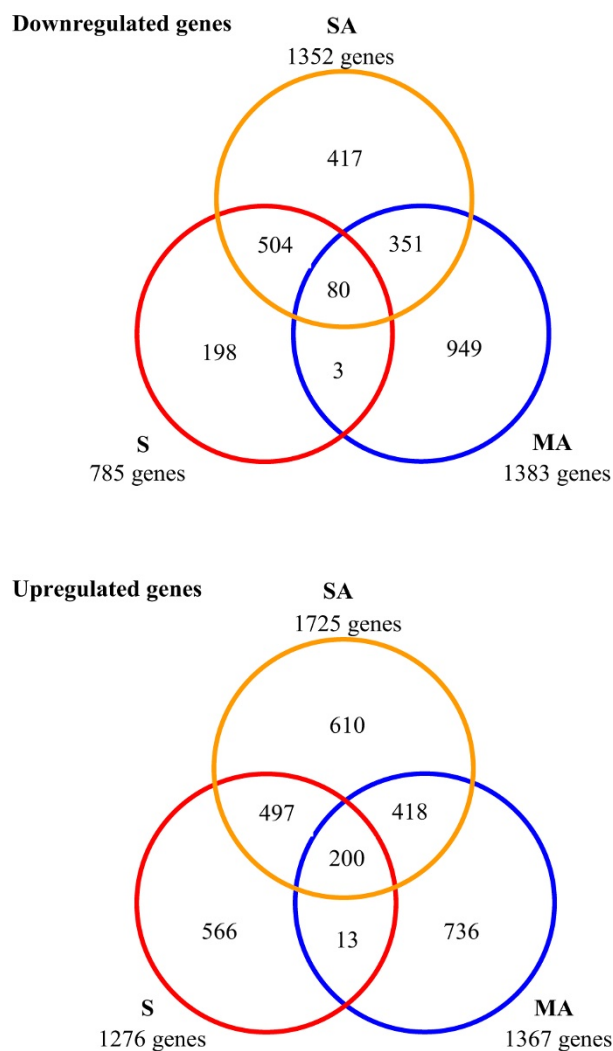 Downregulated genes
SA
1352 genes
417
504
351
80
198
3
949
S
785 genes
MA
1383 genes
Upregulated genes
SA
1725 genes
610
497
418
200
566
13
736
S
1276 genes
MA
1367 genes